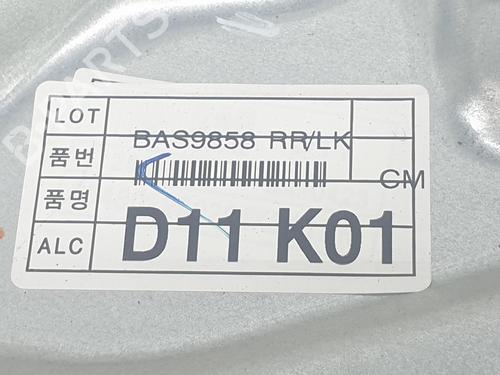 LOT
BAS9858 RR/LK
품번
CM
품명
ALC
D11 K01